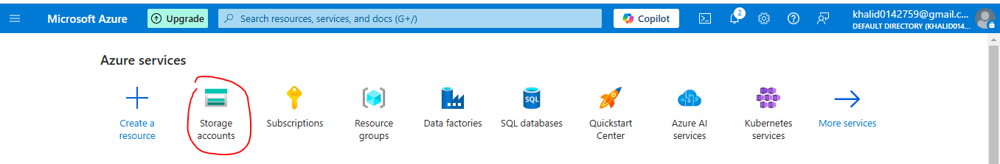 Microsoft Azure
Upgrade
Search resources, services, and docs (G+/)
Copilot
2
khalid0142759@gmail.c...
DEFAULT DIRECTORY (KHALID014...
Azure services
Create a
resource
Storage
accounts
Subscriptions
Resource
groups
Data factories
SQL
SQL databases
Quickstart
Center
Azure AI
services
Kubernetes
services
More services